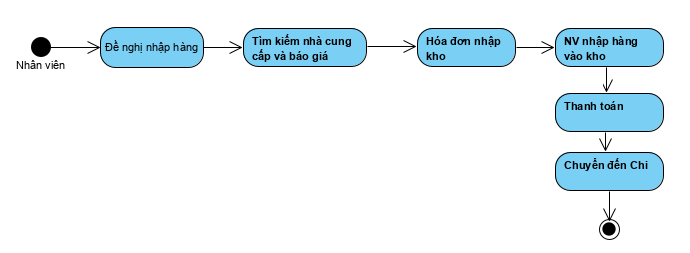 Nhân viên
Đề nghị nhập hàng
Tìm kiếm nhà cung
cấp và báo giá
Hóa đơn nhập
kho
NV nhập hàng
vào kho
Thanh toán
Chuyển đến Chi